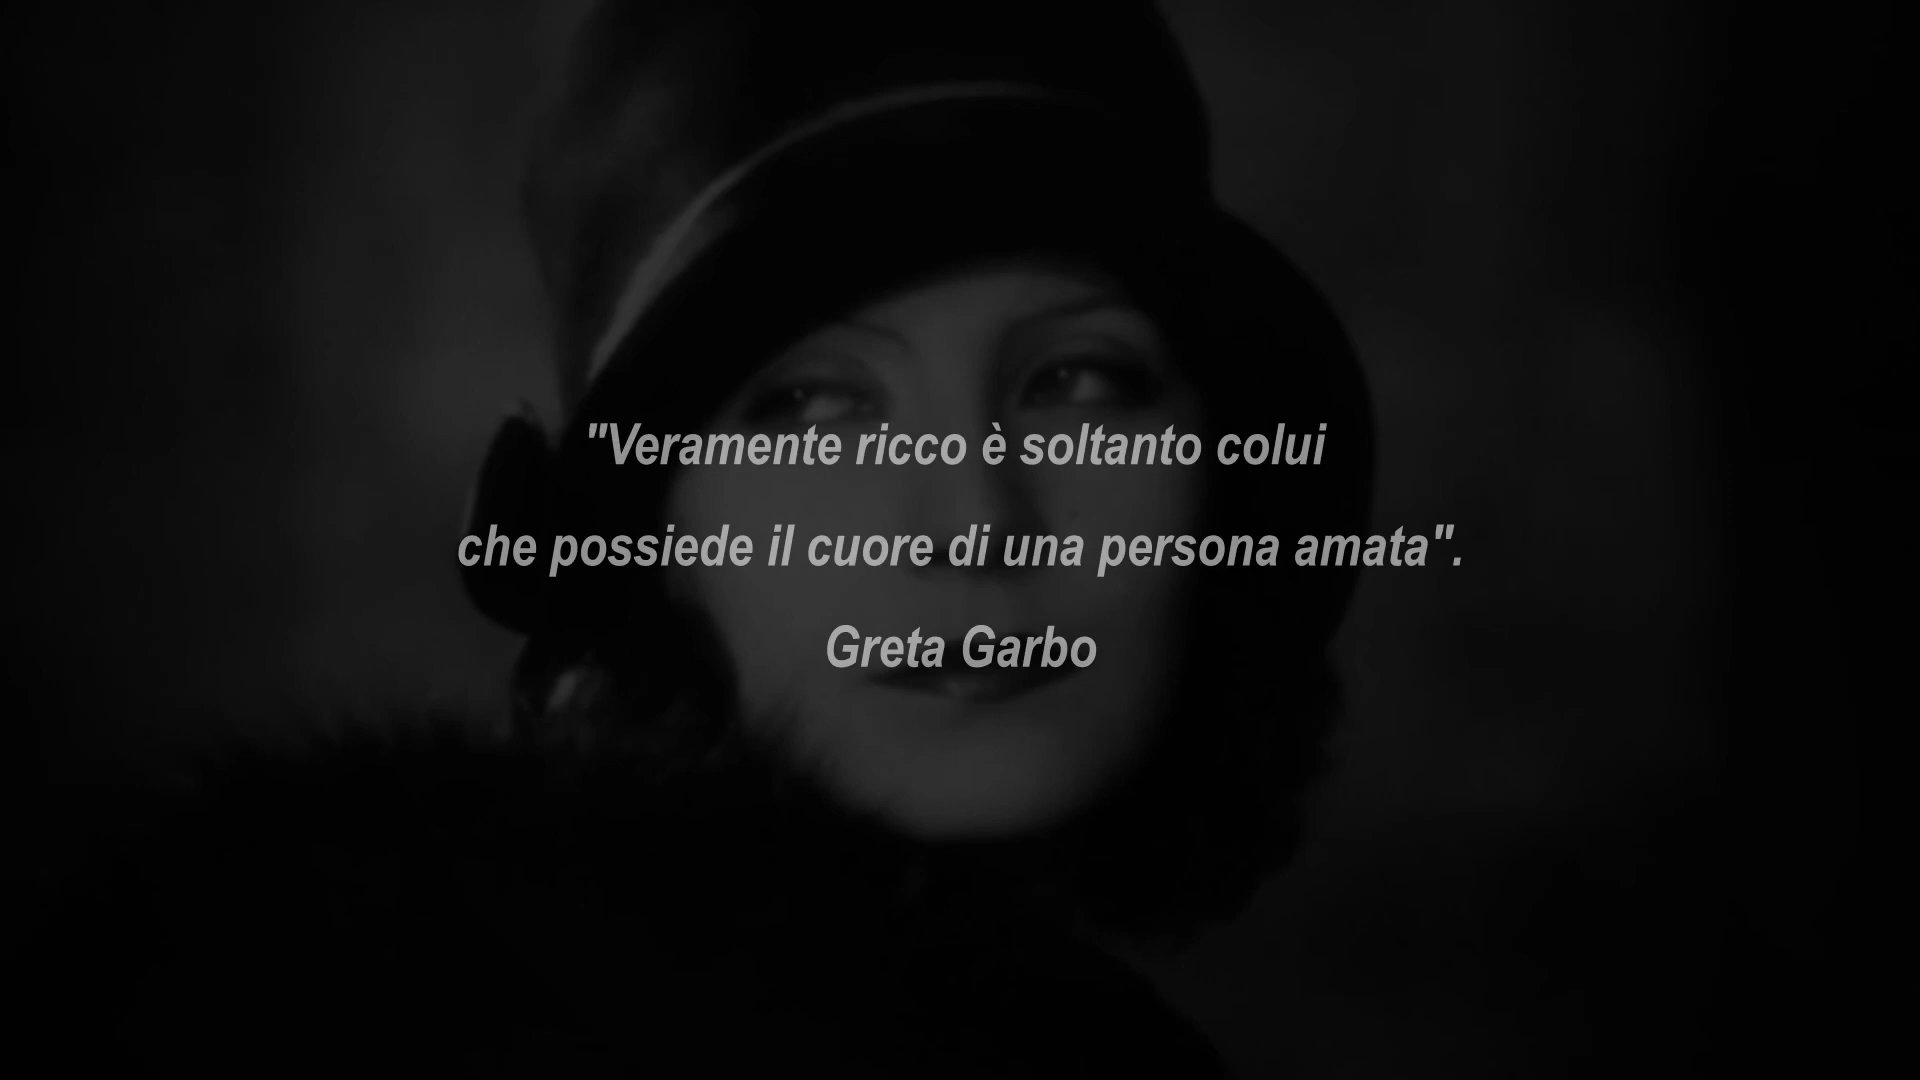 "Veramente ricco è soltanto colui
che possiede il cuore di una persona amata".
Greta Garbo